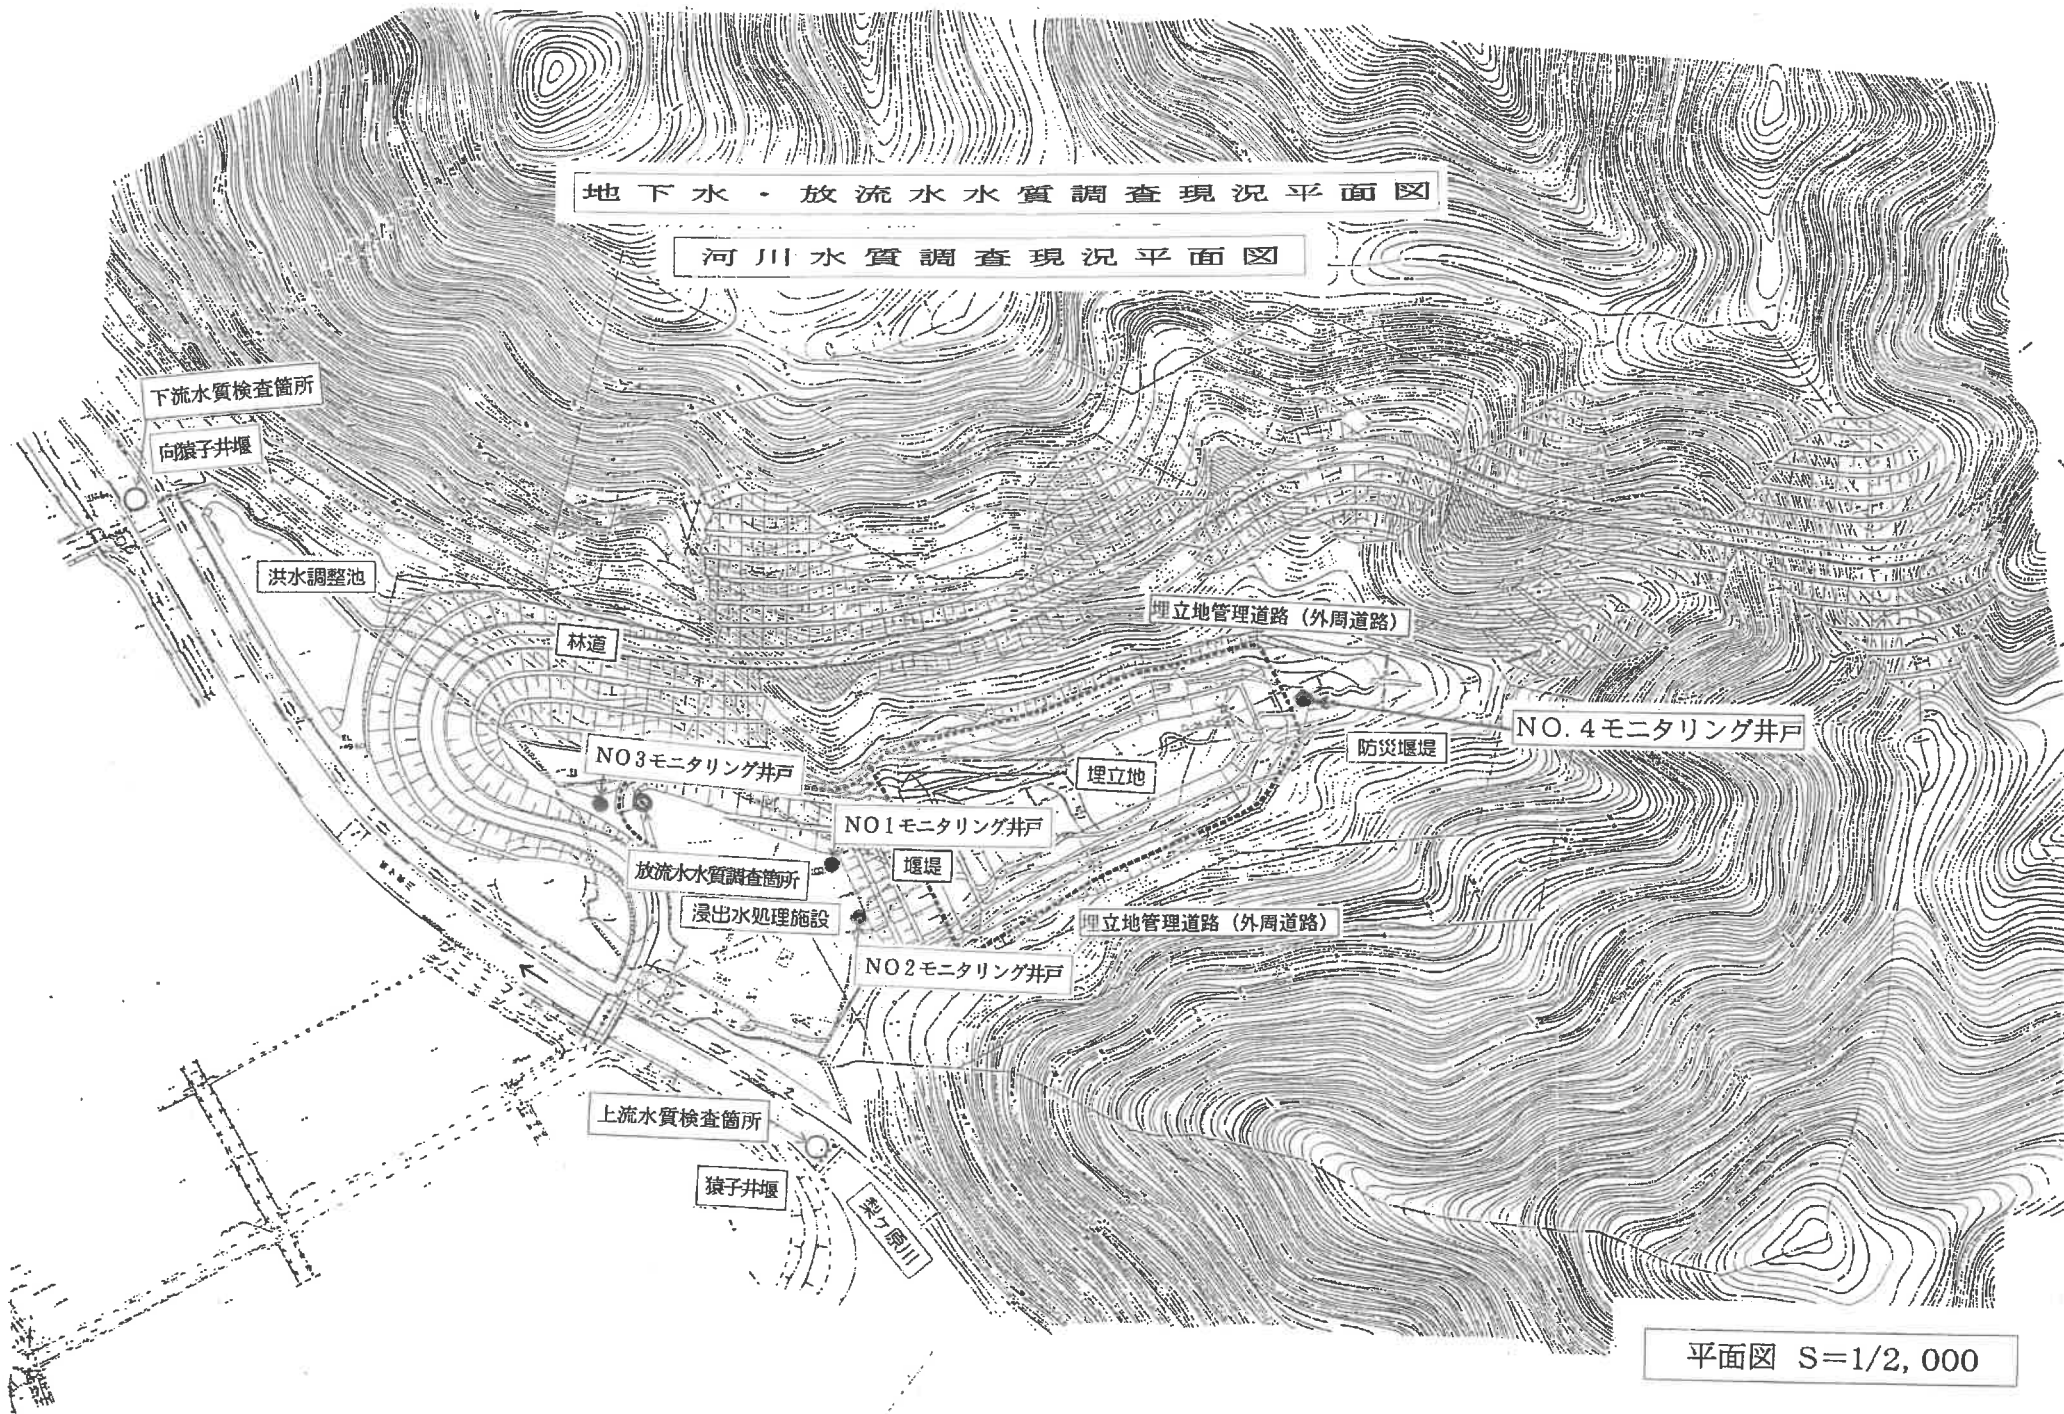 地下水・放流水水質調査現況平面図
河川水質調査現況平面図
下流水質検査箇所
向猿子井堰
洪水調整池
林道
埋立地管理道路（外周道路）
NO.4モニタリング井戸
防災堰堤
NO3モニタリング井戸
埋立地
NO1モニタリング井戸
堰堤
放流水水質調査箇所
浸出水処理施設
埋立地管理道路（外周道路）
NO2モニタリング井戸
上流水質検査箇所
猿子井堰
梨ヶ原川
平面図 S=1/2,000